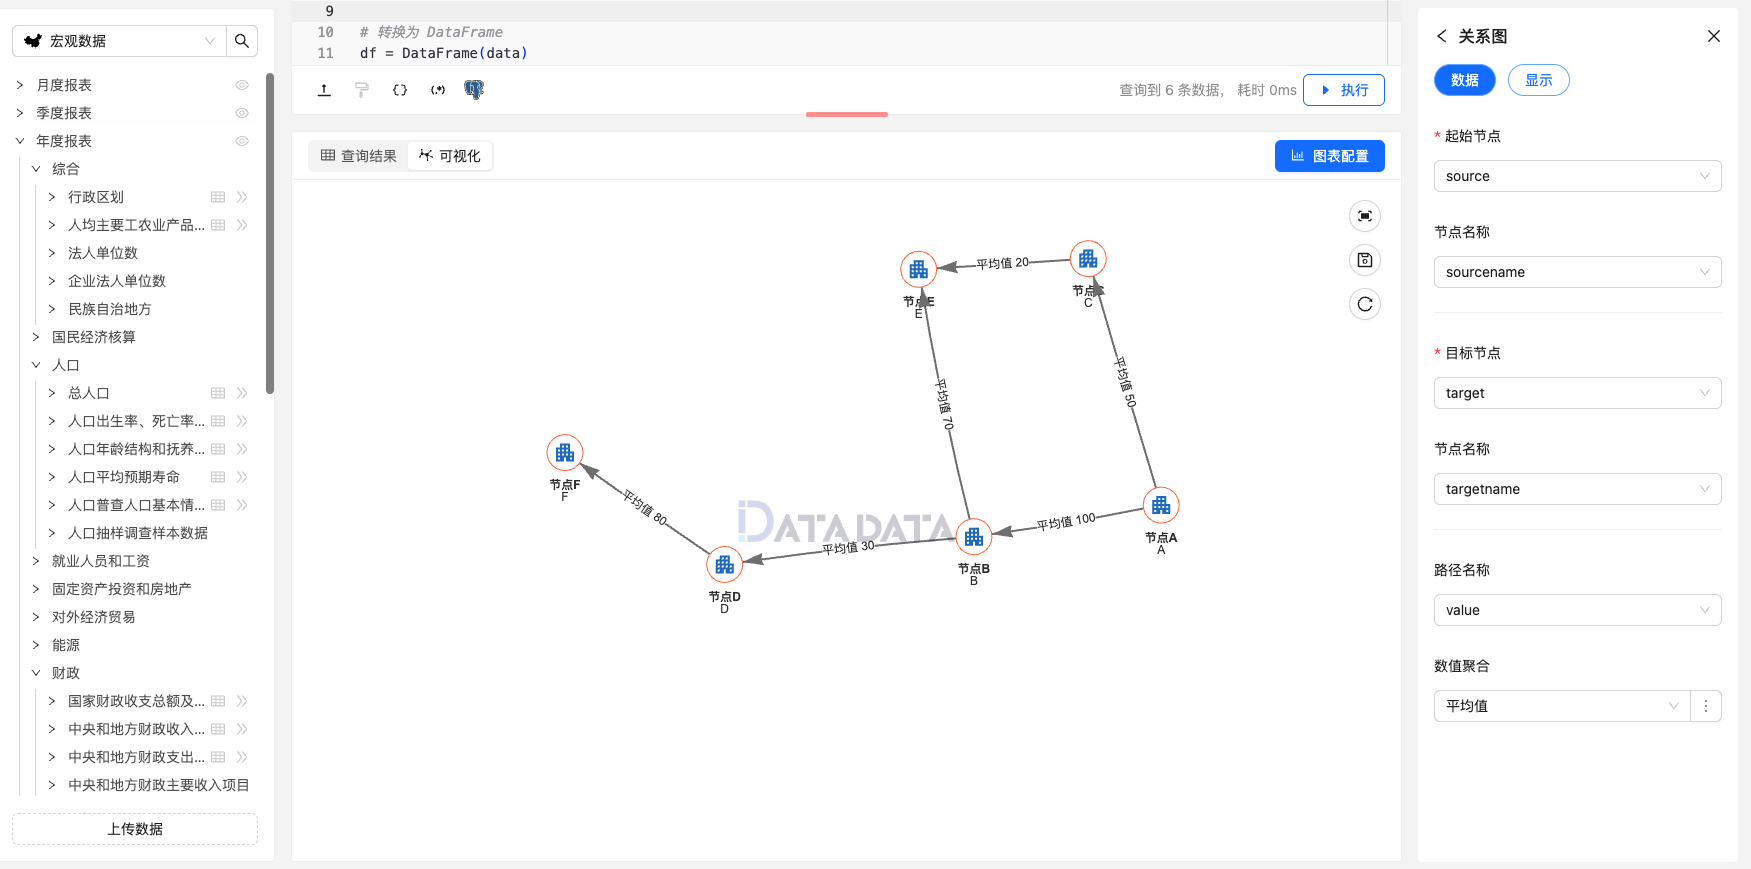 宏观数据
月度报表
季度报表
年度报表
综合
行政区划
人均主要工农业产品...
法人单位数
企业法人单位数
民族自治地方
国民经济核算
人口
总人口
人口出生率、死亡率...
人口年龄结构和抚养...
人口平均预期寿命
人口普查人口基本情...
人口抽样调查样本数据
就业人员和工资
固定资产投资和房地产
对外经济贸易
能源
财政
国家财政收支总额及...
中央和地方财政收入...
中央和地方财政支出...
中央和地方财政主要收入项目
上传数据
9
10 # 转换为 DataFrame
11 df = DataFrame(data)
{} (.*)
查询到 6 条数据， 耗时 0ms
执行
查询结果
可视化
图表配置
平均值 20
节点E
E
节点C
C
平均值 50
平均值 70
节点F
F
平均值 80
DATA DATA
平均值 100
节点A
A
平均值 30
节点B
B
节点D
D
关系图
数据
显示
* 起始节点
source
节点名称
sourcename
* 目标节点
target
节点名称
targetname
路径名称
value
数值聚合
平均值